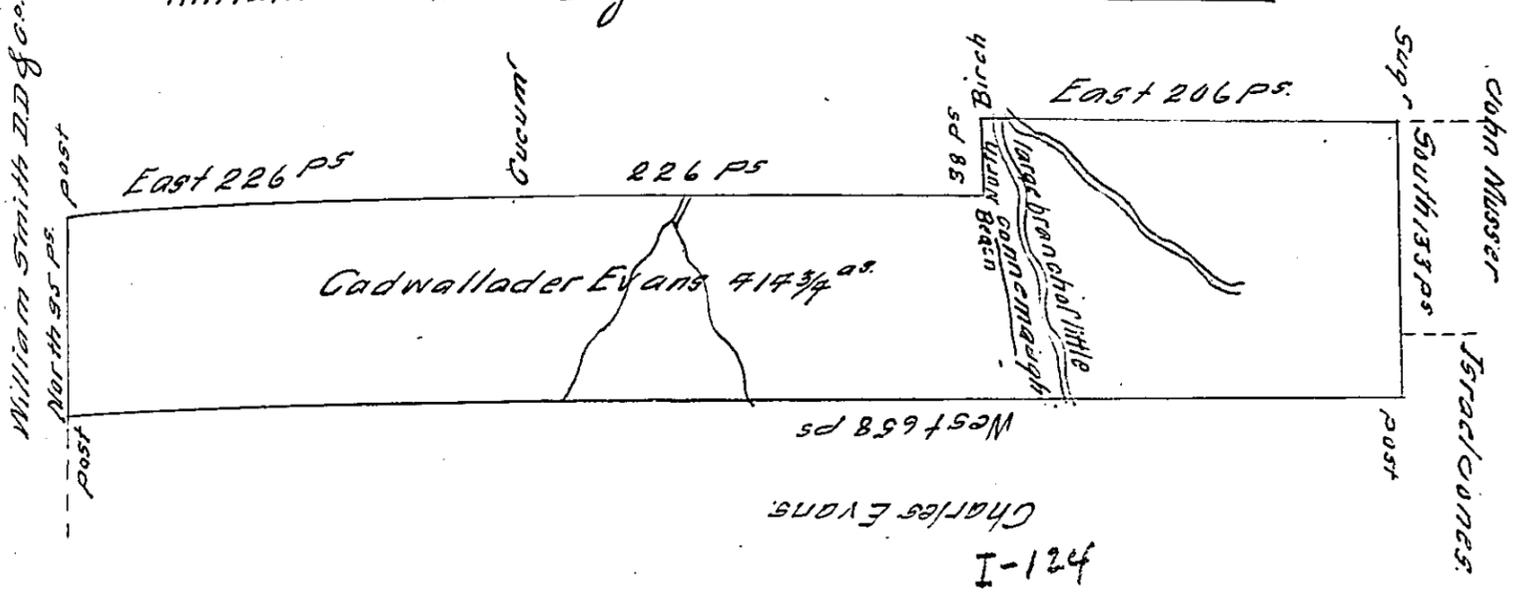 William Smith D.D & co.
North 95 ps.
post
East 226 ps
Cucumr
226 ps
38 ps
Birch
East 206 ps.
Sugr
John Musser
South 133 ps
Cadwallader Evans 414 3/4 as.
large branch of little
Connemaugh
post
West 658 ps
post
Israel Jones.
Charles Evans.
I-124